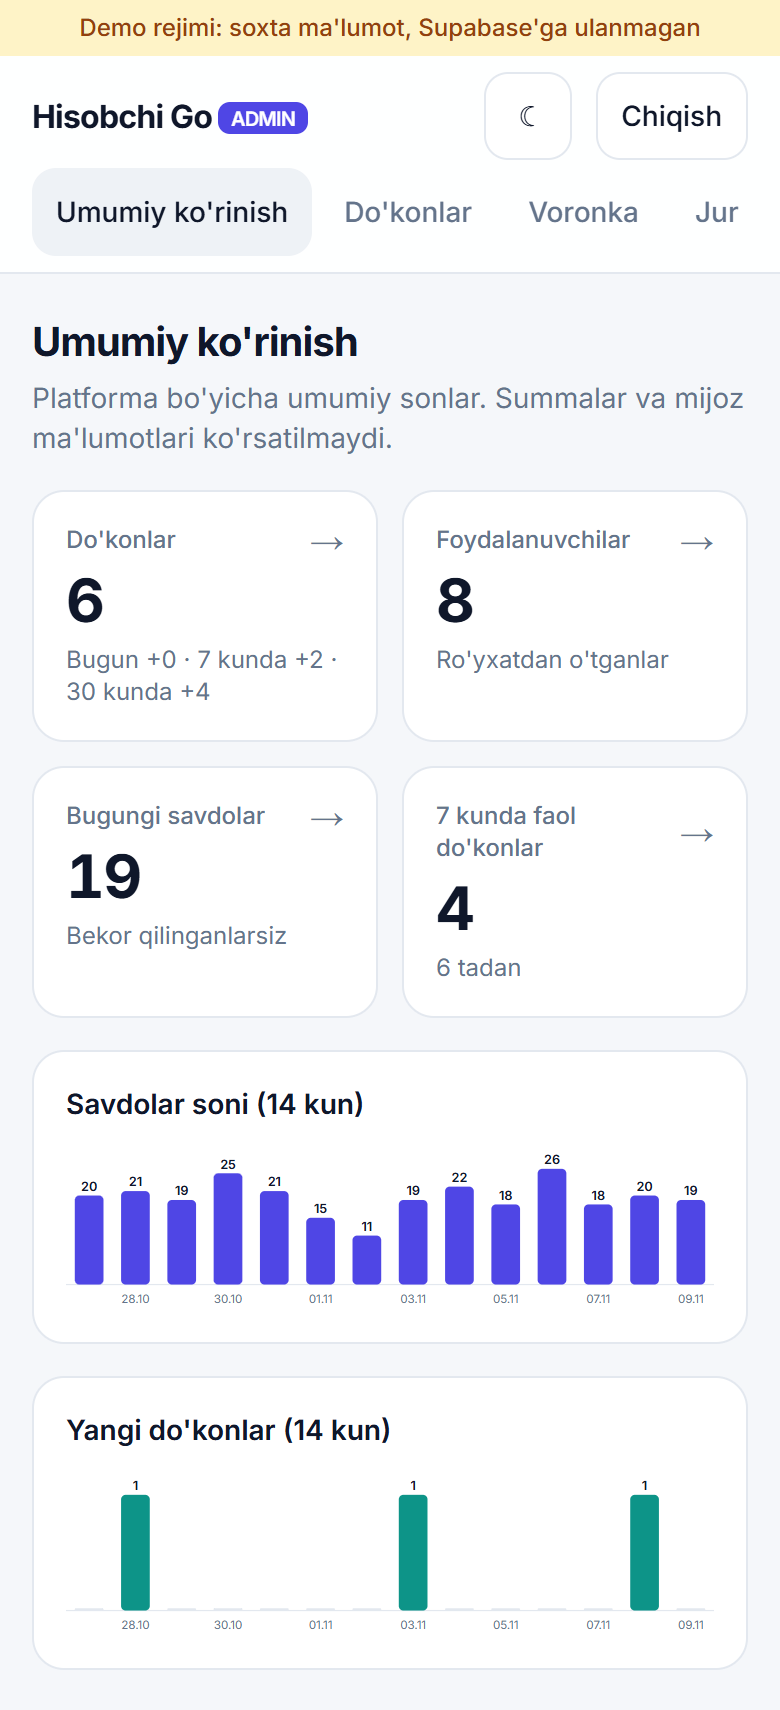 Demo rejimi: soxta ma'lumot, Supabase'ga ulanmagan
Hisobchi Go ADMIN
Chiqish
Umumiy ko'rinish Do'konlar Voronka Jur
Umumiy ko'rinish
Platforma bo'yicha umumiy sonlar. Summalar va mijoz
ma'lumotlari ko'rsatilmaydi.
Do'konlar →
6
Bugun +0 · 7 kunda +2 ·
30 kunda +4
Foydalanuvchilar →
8
Ro'yxatdan o'tganlar
Bugungi savdolar →
19
Bekor qilinganlarsiz
7 kunda faol
do'konlar →
4
6 tadan
Savdolar soni (14 kun)
20 21 19 25 21 15 11 19 22 18 26 18 20 19
28.10 30.10 01.11 03.11 05.11 07.11 09.11
Yangi do'konlar (14 kun)
1 1 1
28.10 30.10 01.11 03.11 05.11 07.11 09.11